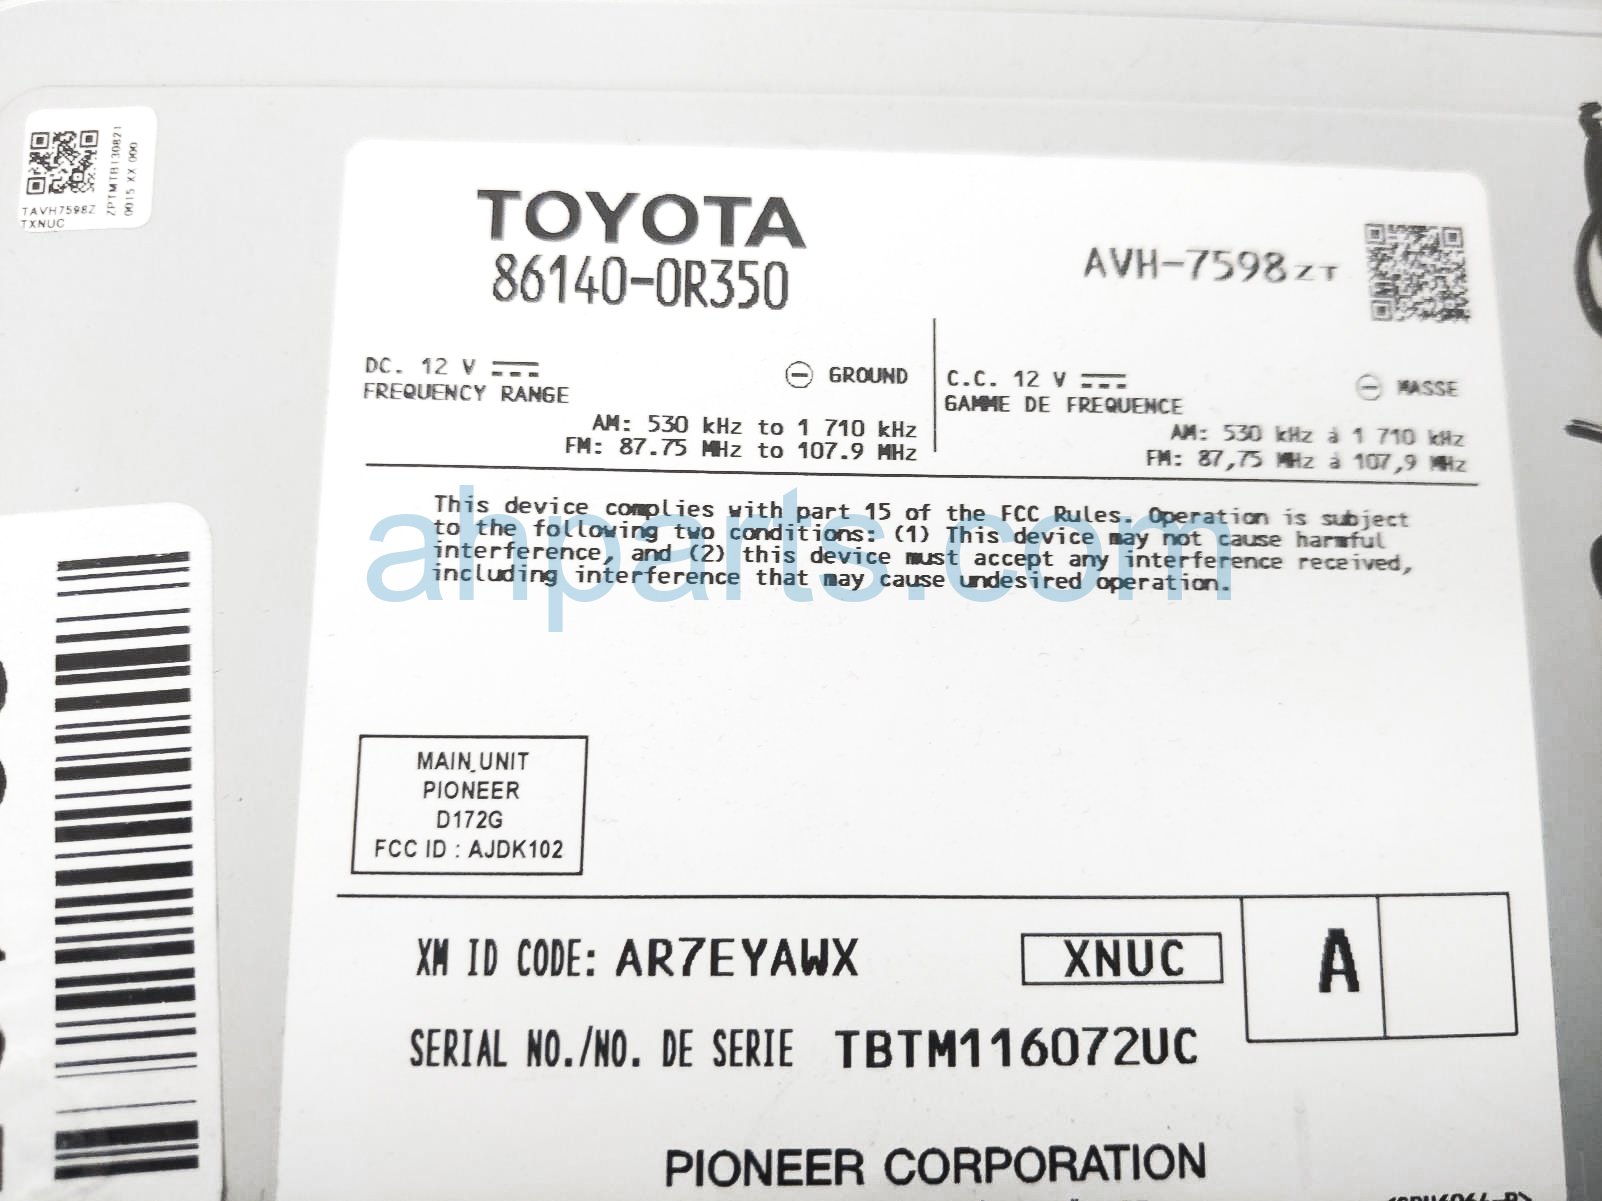 TAVH7598Z
TXNUC
ZPTMTB130821
0015 XX 000
TOYOTA
86140-0R350
AVH-7598ZT
DC. 12 V
GROUND
FREQUENCY RANGE
AM: 530 kHz to 1 710 kHz
FM: 87.75 MHz to 107.9 MHz
C.C. 12 V
MASSE
GAMME DE FREQUENCE
AM: 530 kHz à 1 710 kHz
FM: 87,75 MHz à 107,9 MHz
This device complies with part 15 of the FCC Rules. Operation is subject
to the following two conditions: (1) This device may not cause harmful
interference, and (2) this device must accept any interference received,
including interference that may cause undesired operation.
ahparts.com
MAIN UNIT
PIONEER
D172G
FCC ID : AJDK102
XM ID CODE: AR7EYAWX
XNUC
A
SERIAL NO./NO. DE SERIE TBTM116072UC
PIONEER CORPORATION